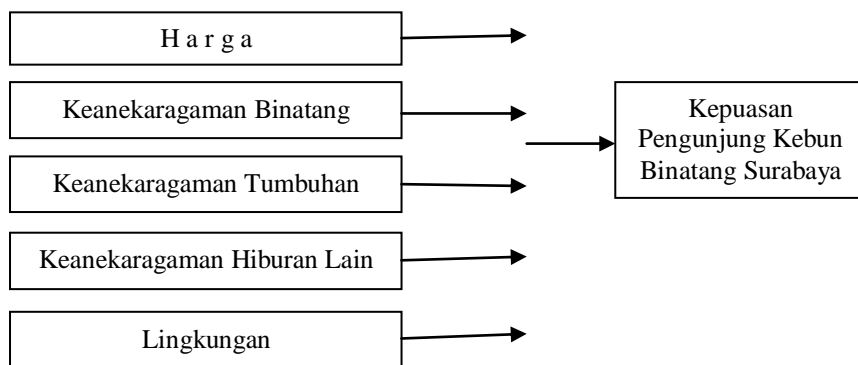 H a r g a
Keanekaragaman Binatang
Keanekaragaman Tumbuhan
Keanekaragaman Hiburan Lain
Lingkungan
Kepuasan
Pengunjung Kebun
Binatang Surabaya